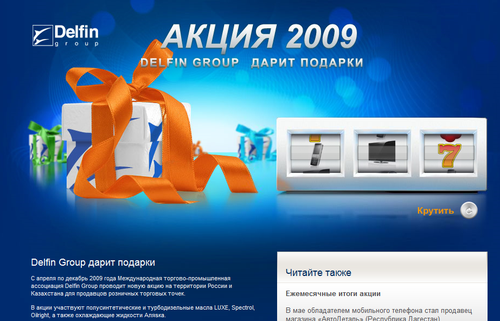 Delfin
group
АКЦИЯ 2009
DELFIN GROUP ДАРИТ ПОДАРКИ
7
Крутить
Delfin Group дарит подарки
С апреля по декабрь 2009 года Международная торгово-промышленная
ассоциация Delfin Group проводит новую акцию на территории России и
Казахстана для продавцов розничных торговых точек.
В акции участвуют полусинтетические и турбодизельные масла LUXE, Spectrol,
Oilright, а также охлаждающие жидкости Аляска.
Читайте также
Ежемесячные итоги акции
В мае обладателем мобильного телефона стал продавец
магазина «АвтоДеталь» (Республика Дагестан)